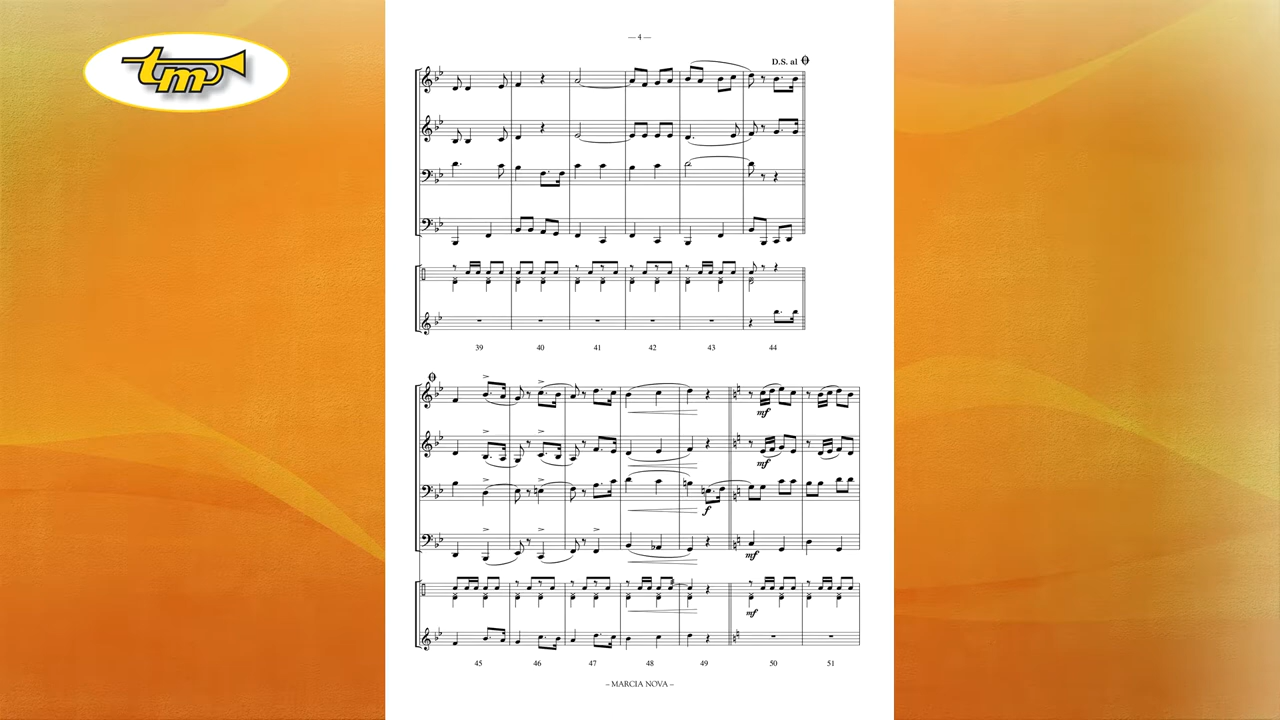 tm
– 4 –
D.S. al
39 40 41 42 43 44
mf
mf
f
mf
mf
45 46 47 48 49 50 51
– MARCIA NOVA –